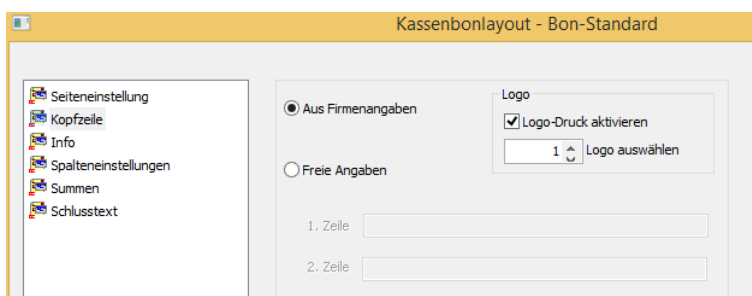 Kassenbonlayout - Bon-Standard
Seiteneinstellung
Kopfzeile
Info
Spalteneinstellungen
Summen
Schlusstext
Aus Firmenangaben
Freie Angaben
Logo
Logo-Druck aktivieren
1 Logo auswählen
1. Zeile
2. Zeile